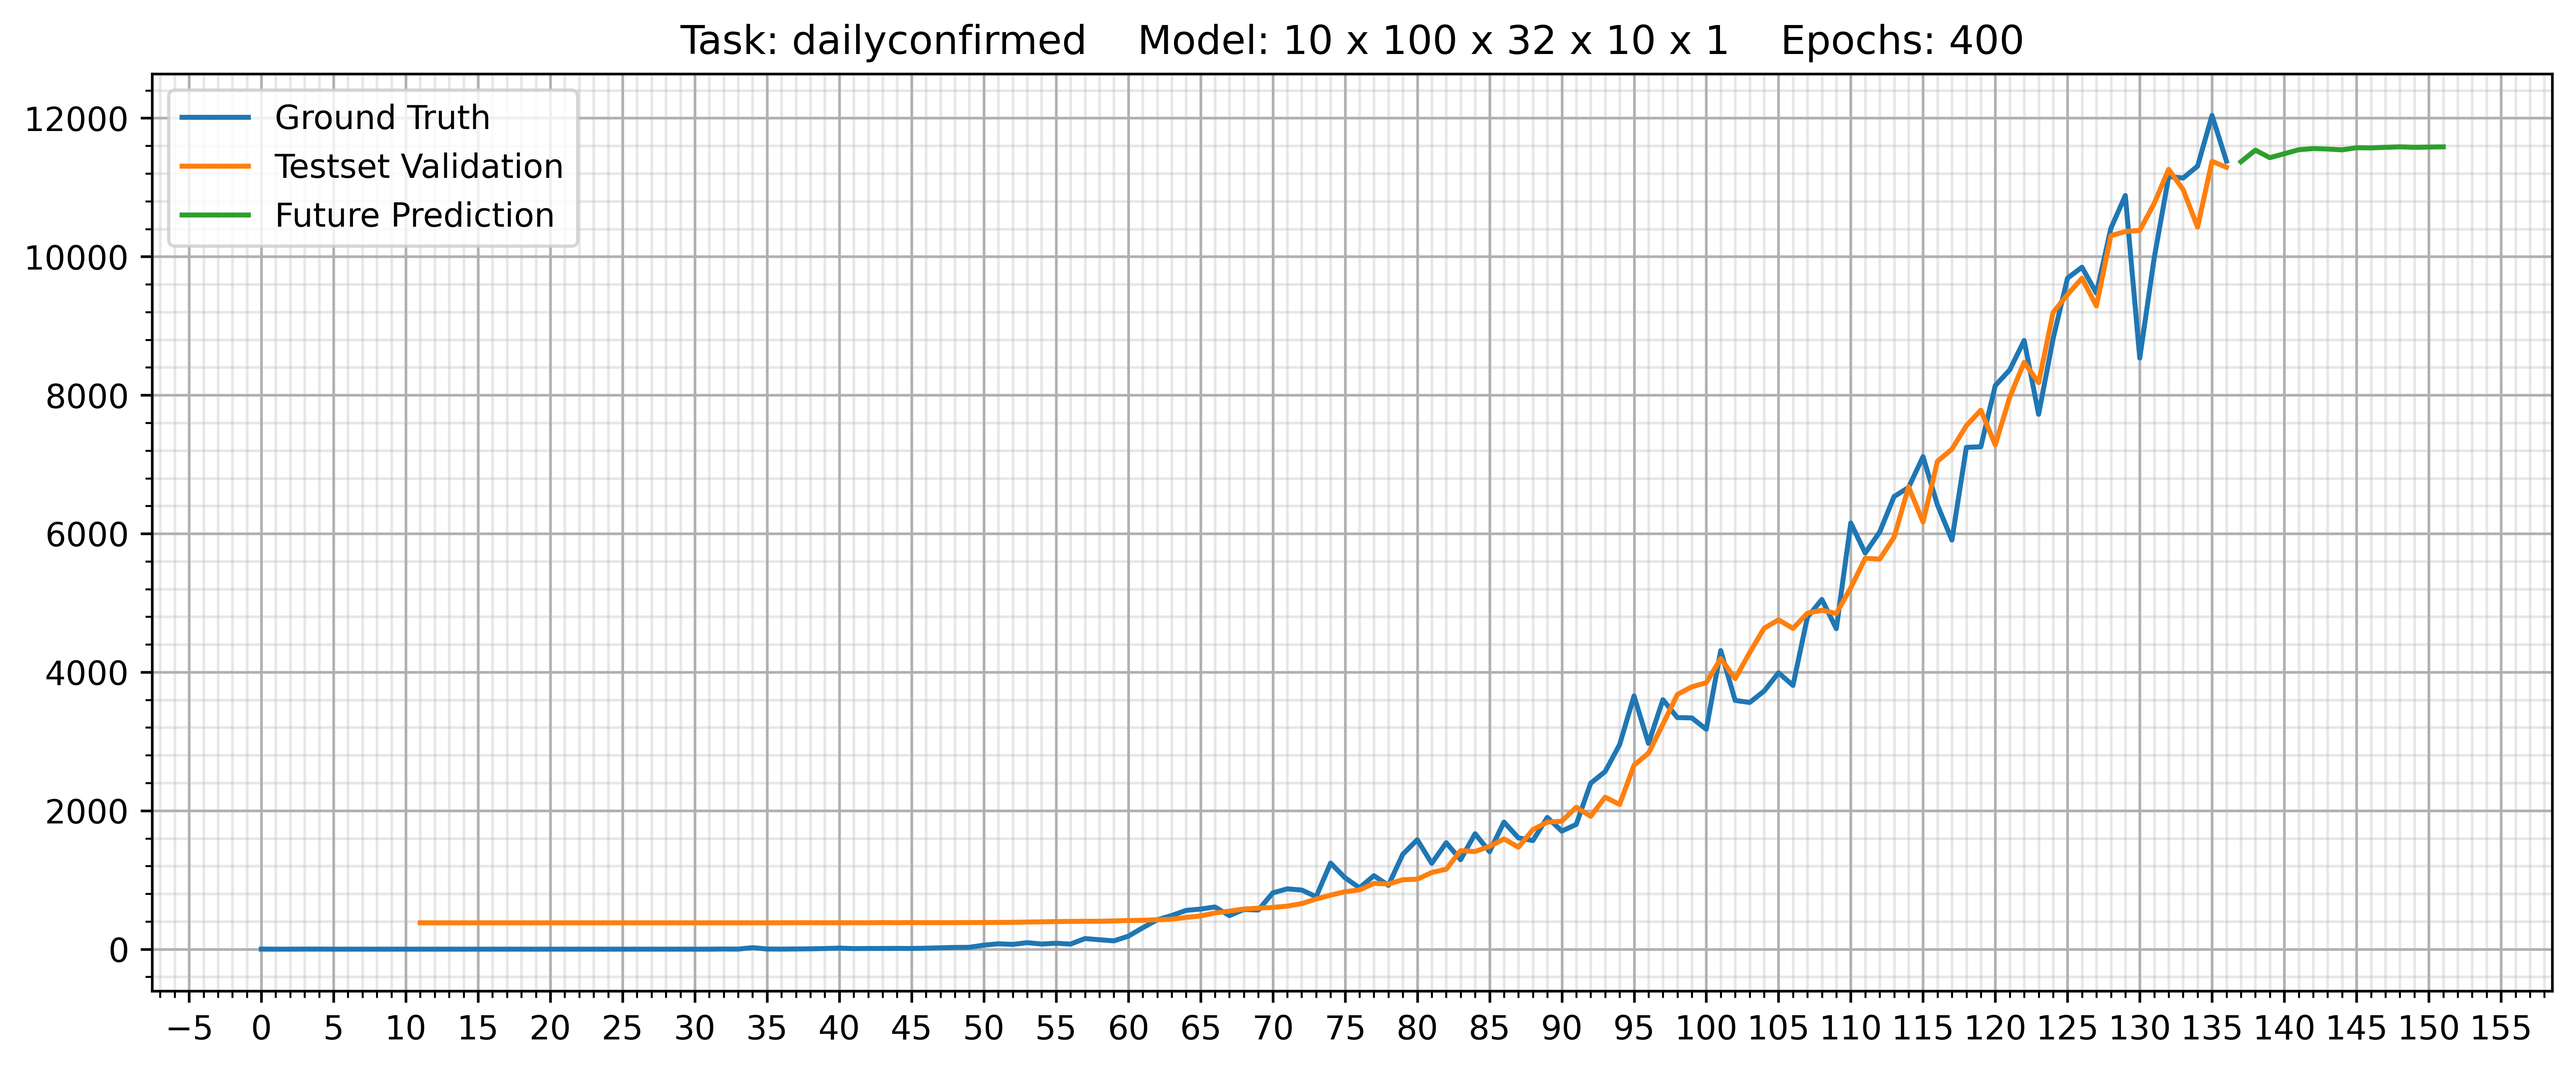 Task: dailyconfirmed    Model: 10 x 100 x 32 x 10 x 1    Epochs: 400
Ground Truth
Testset Validation
Future Prediction
12000
10000
8000
6000
4000
2000
0
−5 0 5 10 15 20 25 30 35 40 45 50 55 60 65 70 75 80 85 90 95 100 105 110 115 120 125 130 135 140 145 150 155